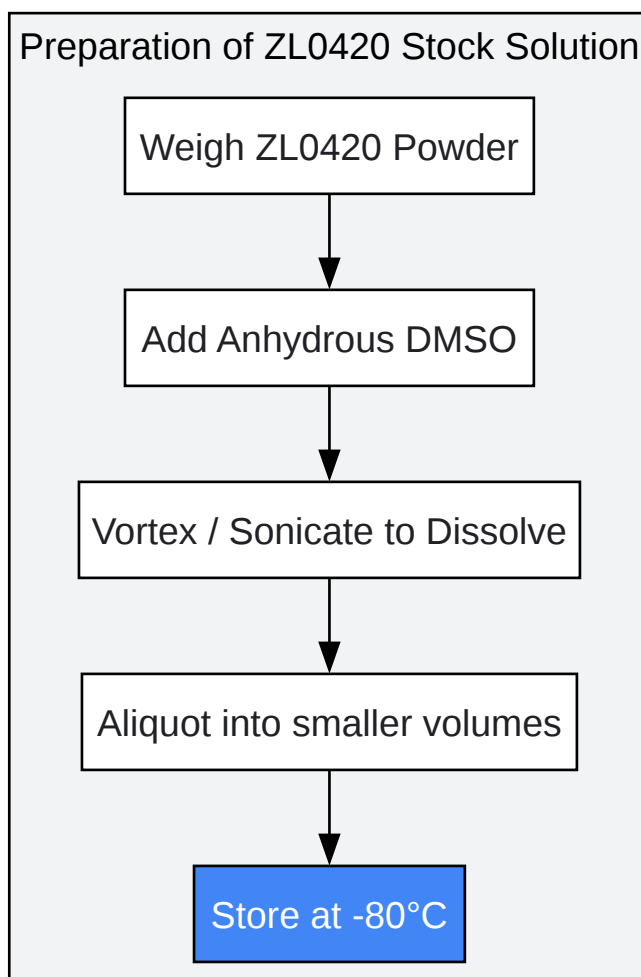 Preparation of ZL0420 Stock Solution
Weigh ZL0420 Powder
Add Anhydrous DMSO
Vortex / Sonicate to Dissolve
Aliquot into smaller volumes
Store at -80°C